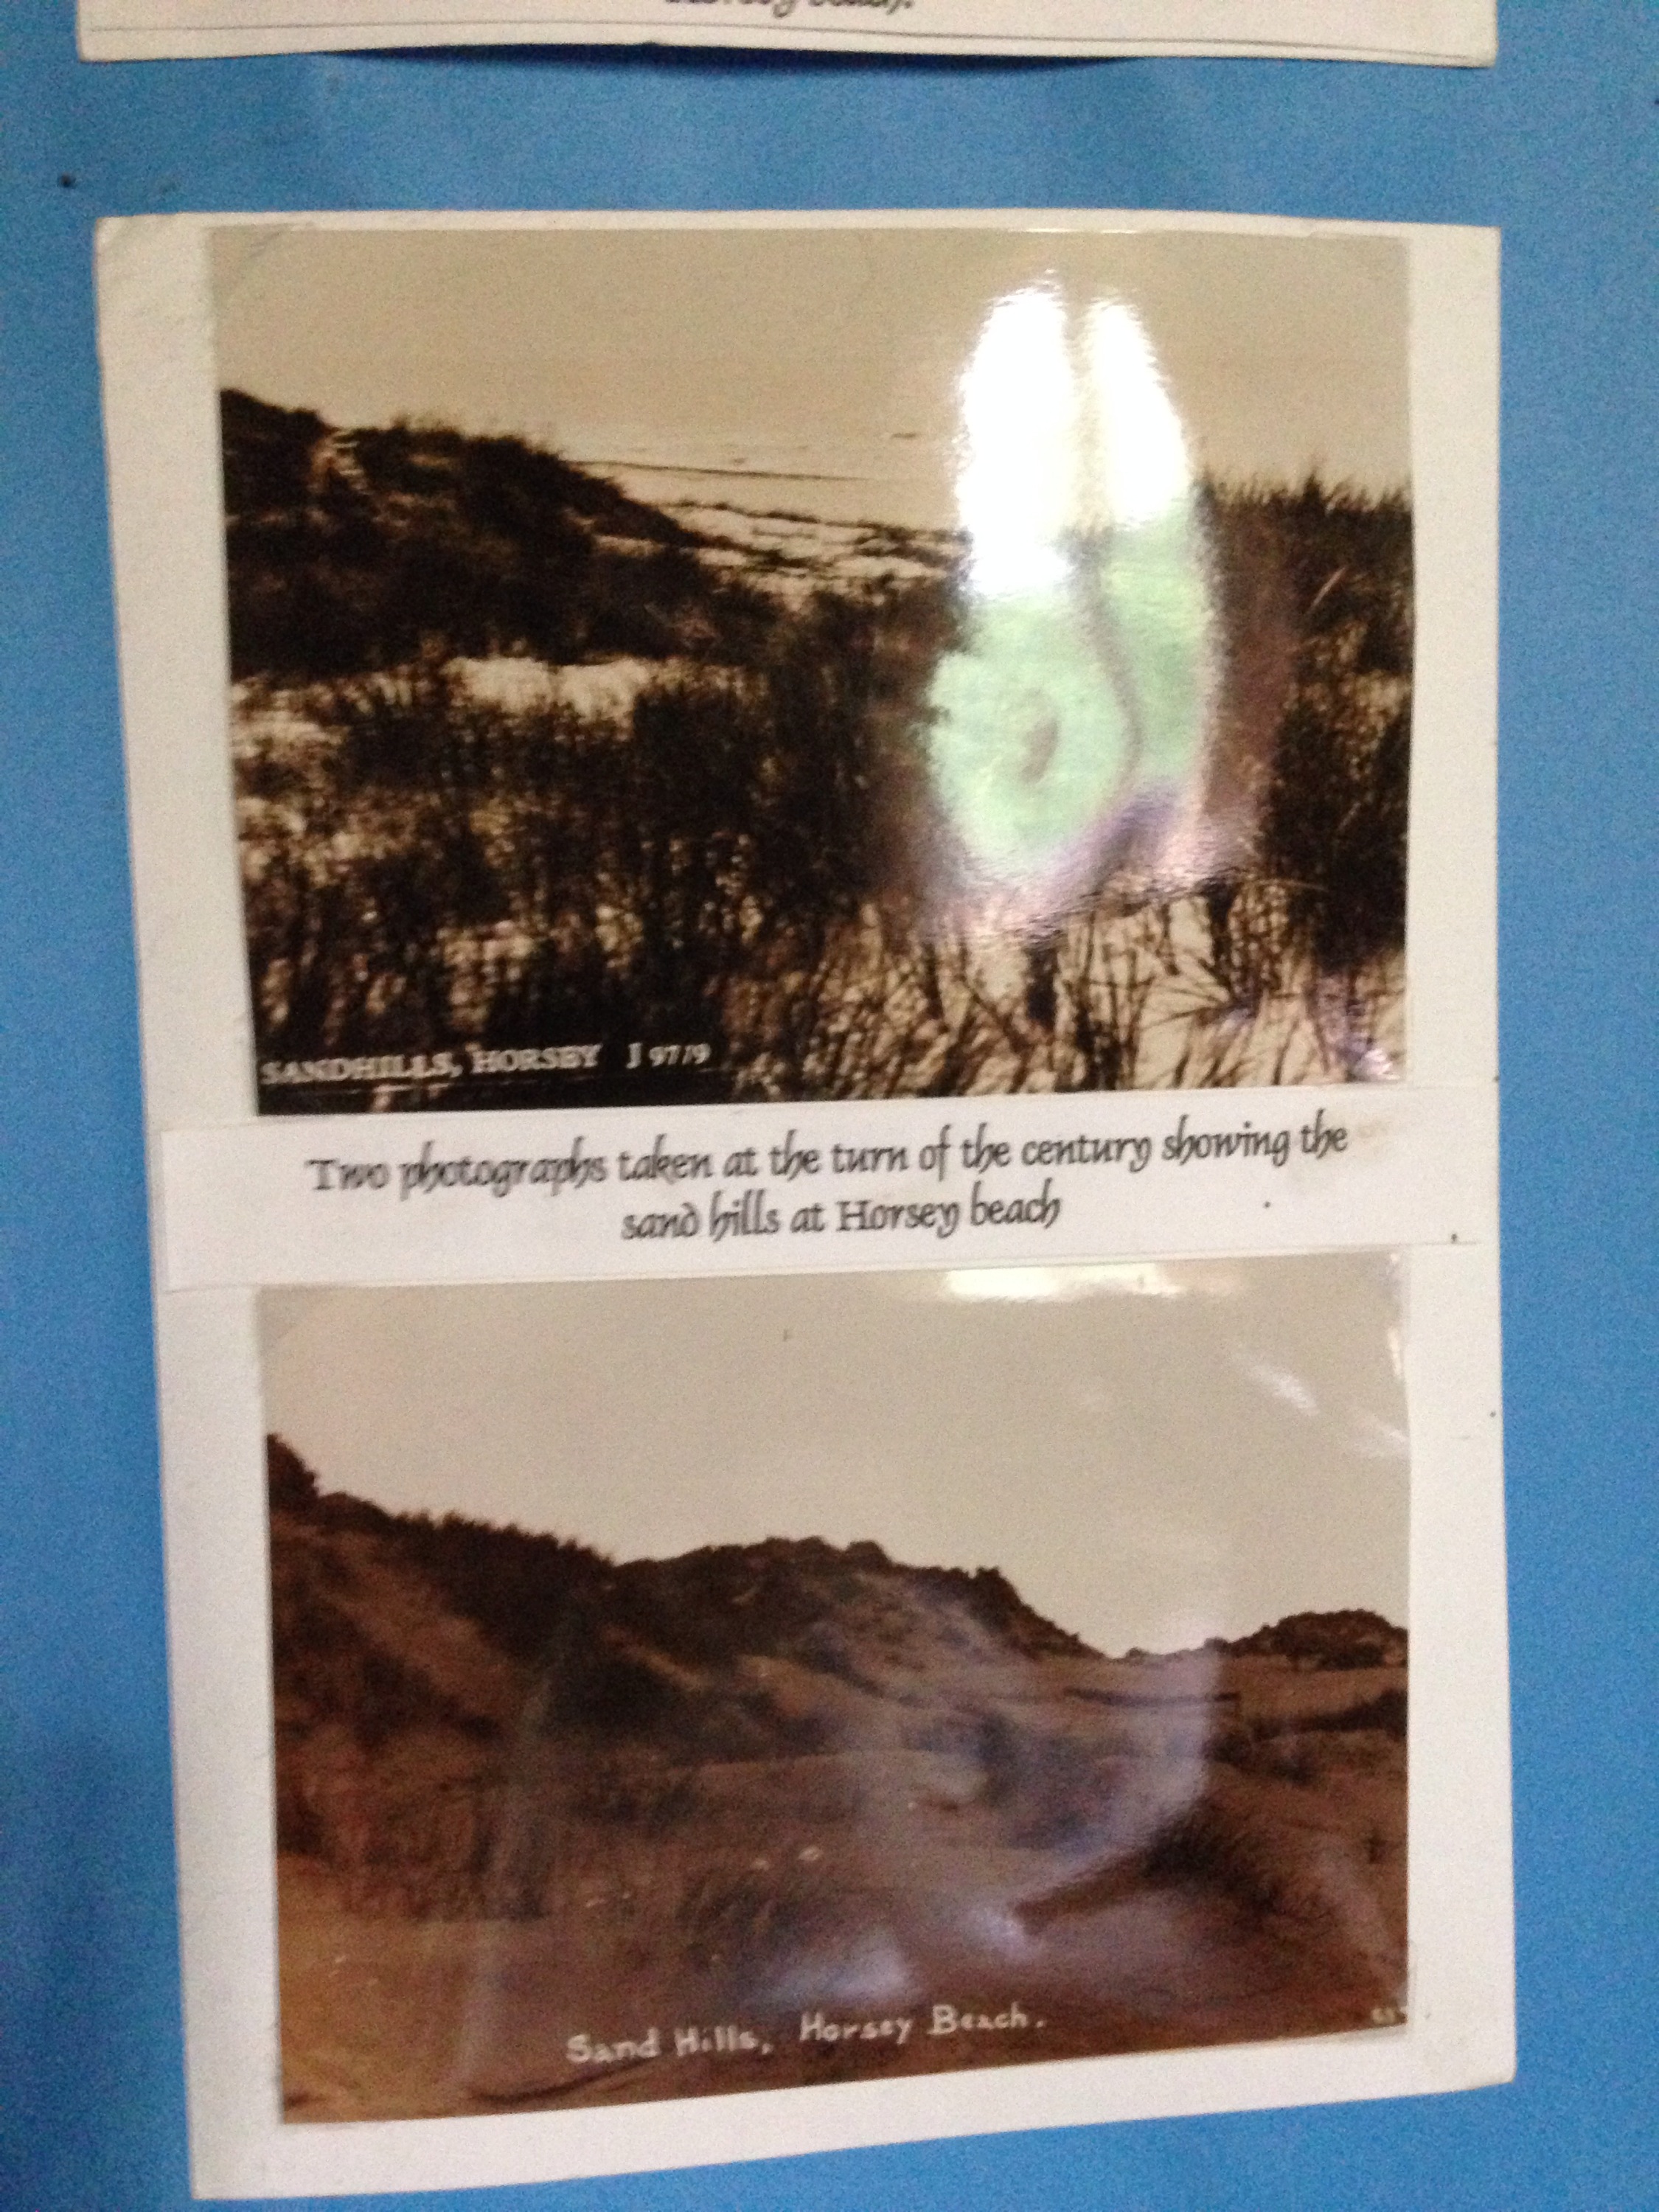 SANDHILLS, HORSEY J 97/9
Two photographs taken at the turn of the century showing the
sand hills at Horsey beach
Sand Hills, Horsey Beach.